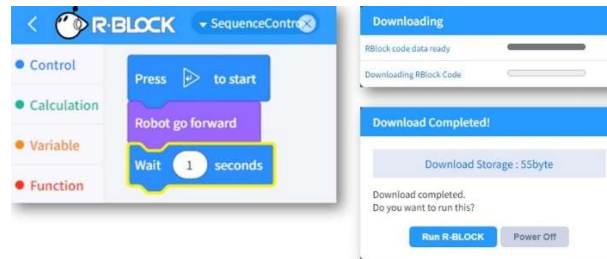 R·BLOCK
SequenceContro
Control
Calculation
Variable
Function
Press to start
Robot go forward
Wait 1 seconds
Downloading
RBlock code data ready
Downloading RBlock Code
Download Completed!
Download Storage : 55byte
Download completed.
Do you want to run this?
Run R-BLOCK
Power Off